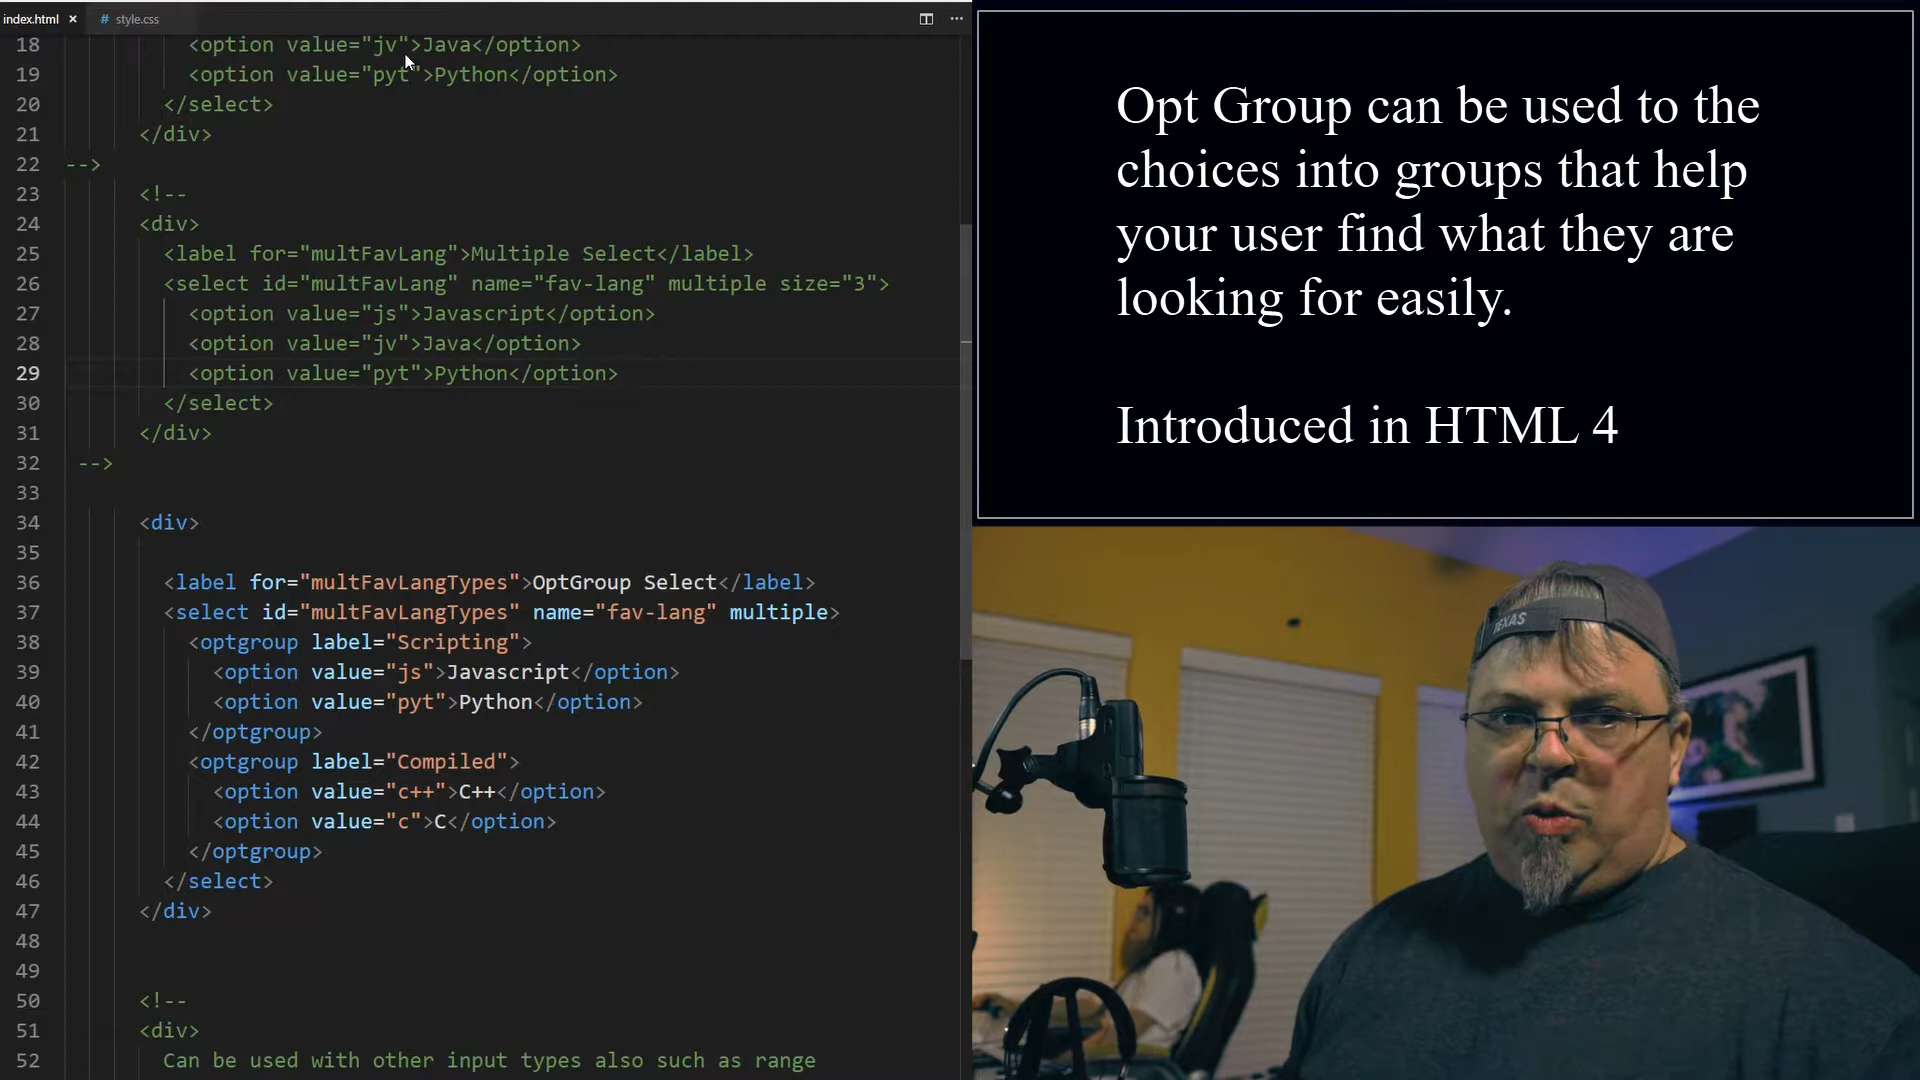 index.html ×
# style.css
18 <option value="jv">Java</option>
19 <option value="pyt">Python</option>
20 </select>
21 </div>
22 -->
23 <!--
24 <div>
25 <label for="multFavLang">Multiple Select</label>
26 <select id="multFavLang" name="fav-lang" multiple size="3">
27 <option value="js">Javascript</option>
28 <option value="jv">Java</option>
29 <option value="pyt">Python</option>
30 </select>
31 </div>
32 -->
33
34 <div>
35
36 <label for="multFavLangTypes">OptGroup Select</label>
37 <select id="multFavLangTypes" name="fav-lang" multiple>
38 <optgroup label="Scripting">
39 <option value="js">Javascript</option>
40 <option value="pyt">Python</option>
41 </optgroup>
42 <optgroup label="Compiled">
43 <option value="c++">C++</option>
44 <option value="c">C</option>
45 </optgroup>
46 </select>
47 </div>
48
49
50 <!--
51 <div>
52 Can be used with other input types also such as range
Opt Group can be used to the
choices into groups that help
your user find what they are
looking for easily.
Introduced in HTML 4
TEXAS